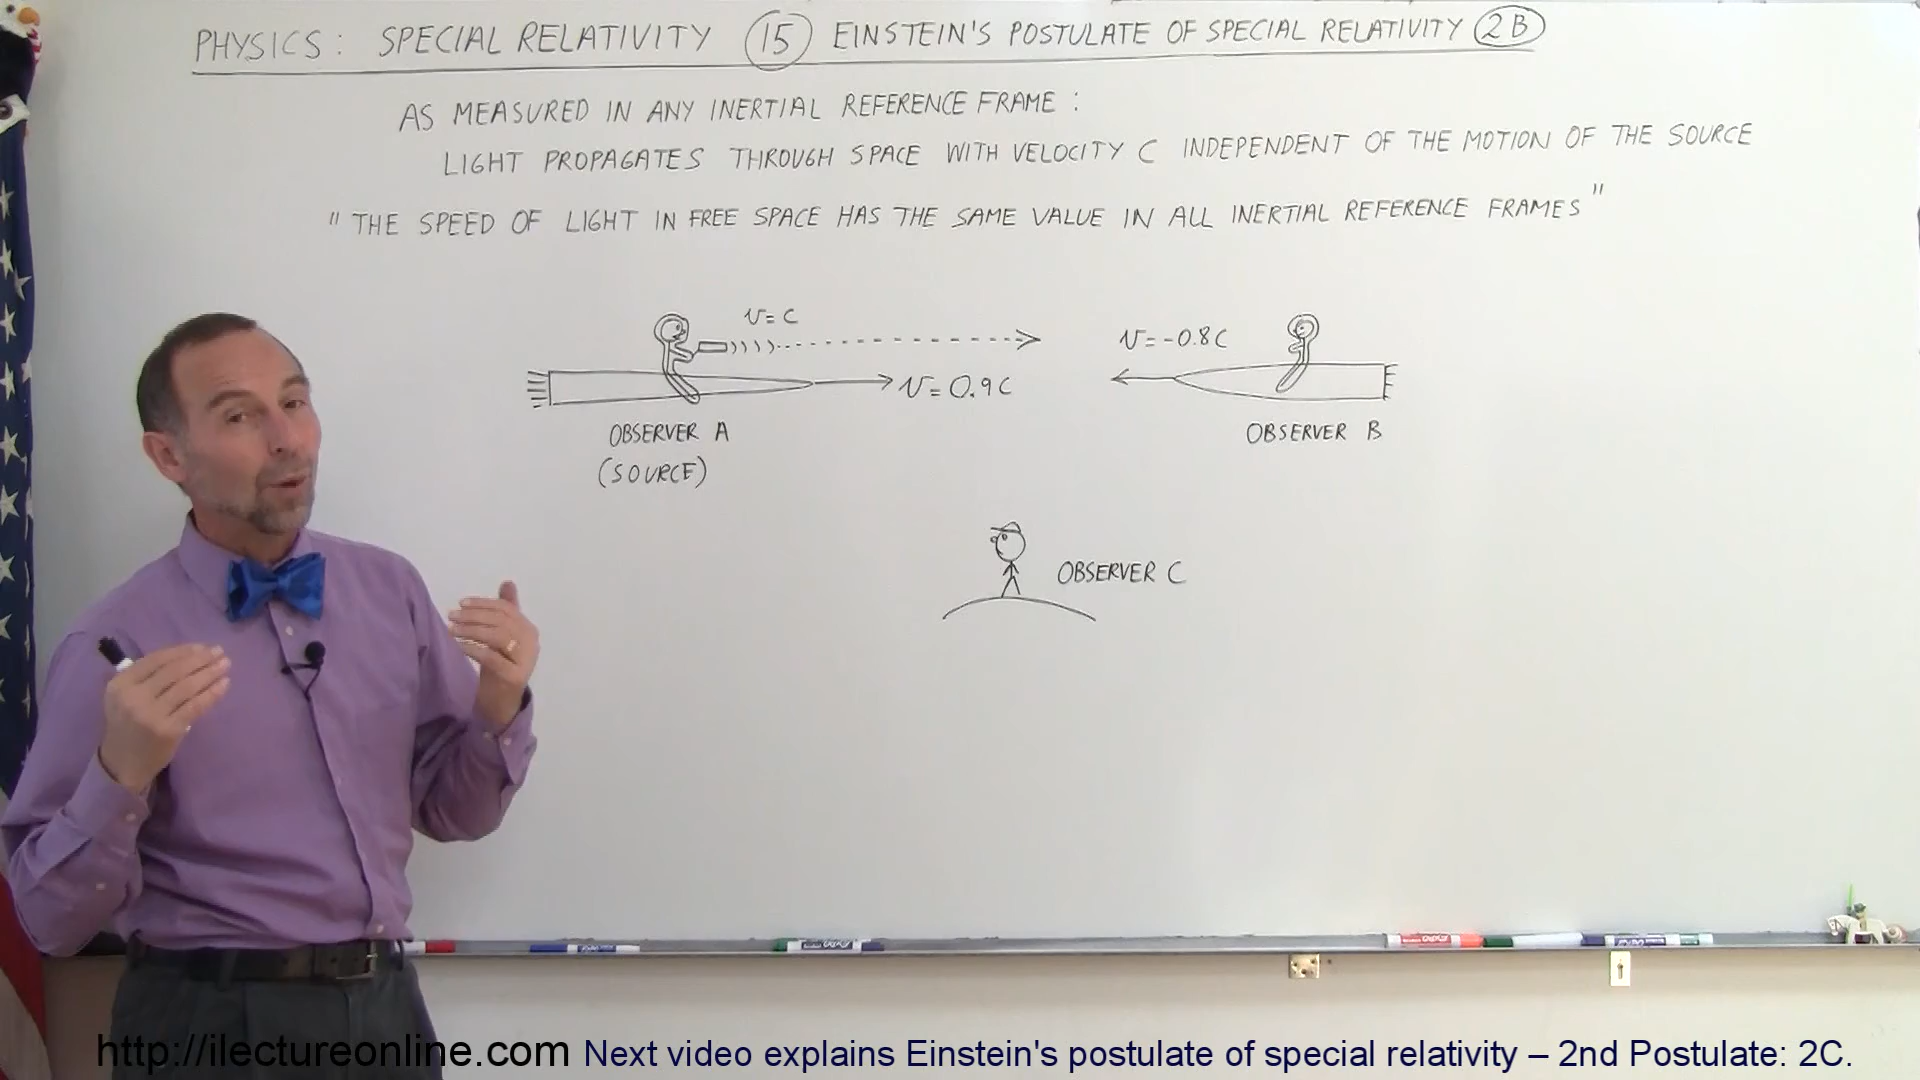 PHYSICS: SPECIAL RELATIVITY 15 EINSTEIN'S POSTULATE OF SPECIAL RELATIVITY 2B
AS MEASURED IN ANY INERTIAL REFERENCE FRAME:
LIGHT PROPAGATES THROUGH SPACE WITH VELOCITY C INDEPENDENT OF THE MOTION OF THE SOURCE
"THE SPEED OF LIGHT IN FREE SPACE HAS THE SAME VALUE IN ALL INERTIAL REFERENCE FRAMES"
v=c
v=-0.8c
v=0.9c
OBSERVER A
OBSERVER B
(SOURCE)
OBSERVER C
http://ilectureonline.com Next video explains Einstein's postulate of special relativity – 2nd Postulate: 2C.